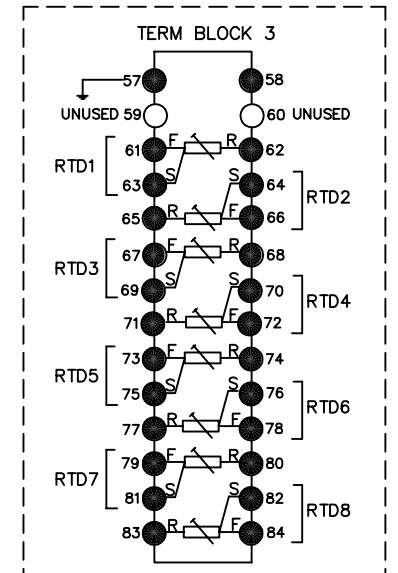 TERM BLOCK 3
57 58
UNUSED 59 60 UNUSED
61 F R 62
RTD1
63 S S 64
RTD2
65 R F 66
67 F R 68
RTD3
69 S S 70
RTD4
71 R F 72
73 F R 74
RTD5
75 S S 76
RTD6
77 R F 78
79 F R 80
RTD7
81 S S 82
RTD8
83 R F 84